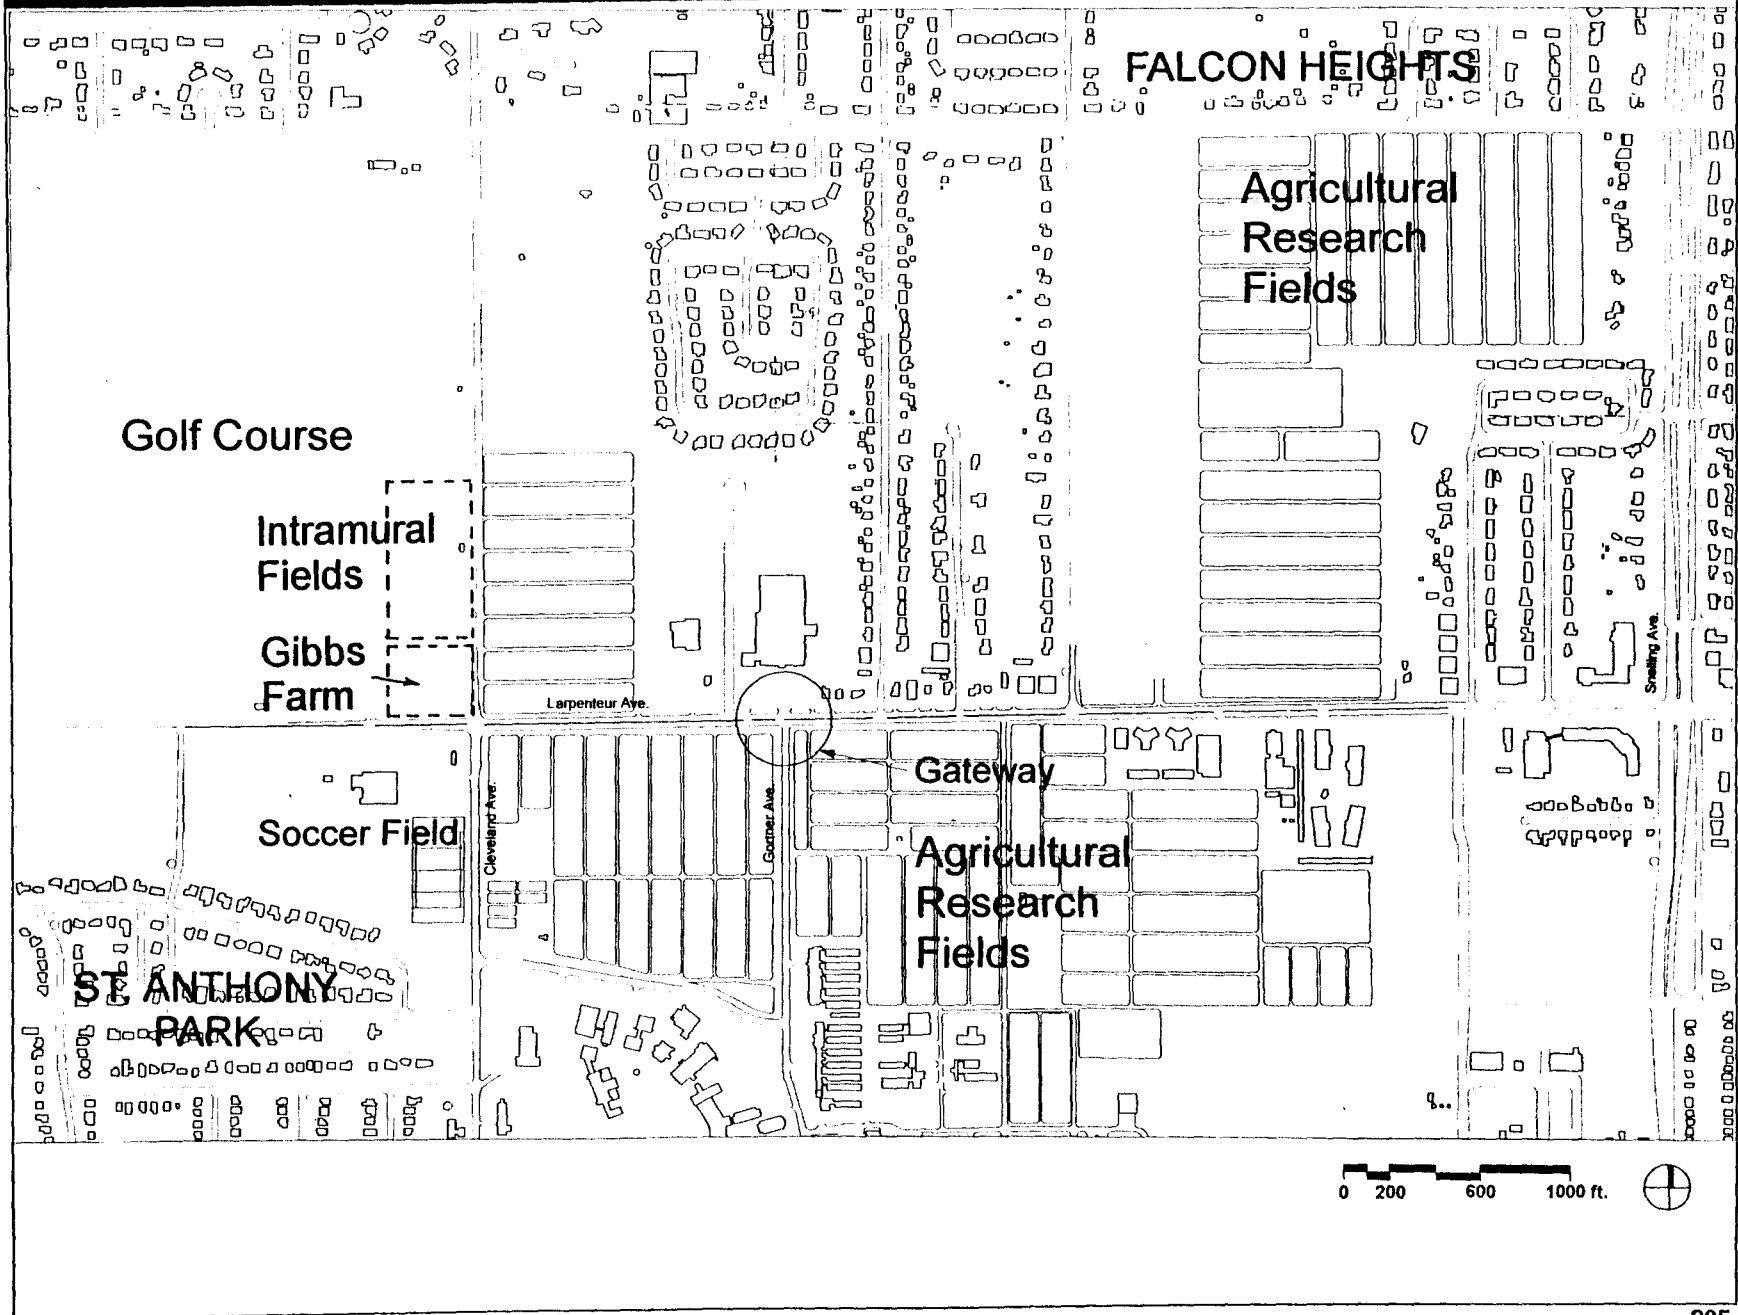 FALCON HEIGHTS
Agricultural
Research
Fields
Golf Course
Intramural
Fields
Gibbs
Farm
Larpenteur Ave.
Snelling Ave.
Gateway
Soccer Field
Cleveland Ave.
Gortner Ave.
Agricultural
Research
Fields
ST. ANTHONY
PARK
0 200 600 1000 ft.